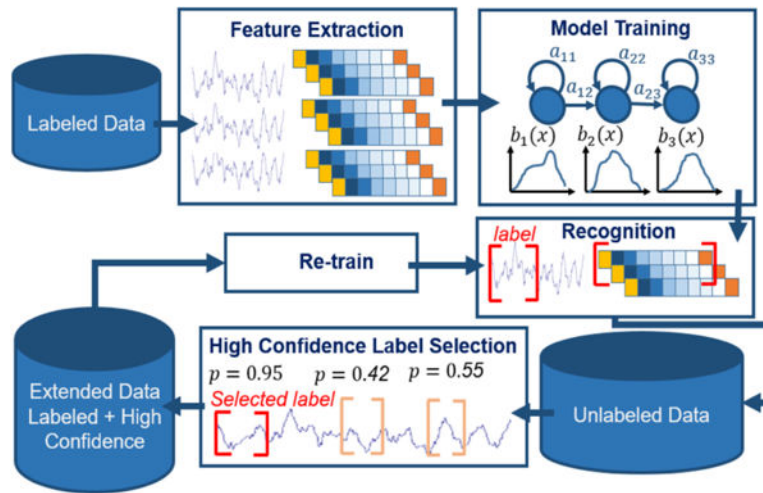 Feature Extraction
Labeled Data
Model Training
a₁₁ a₂₂ a₃₃
a₁₂ a₂₃
b₁(x) b₂(x) b₃(x)
Recognition
label
Re-train
High Confidence Label Selection
p = 0.95 p = 0.42 p = 0.55
Selected label
Extended Data
Labeled + High
Confidence
Unlabeled Data